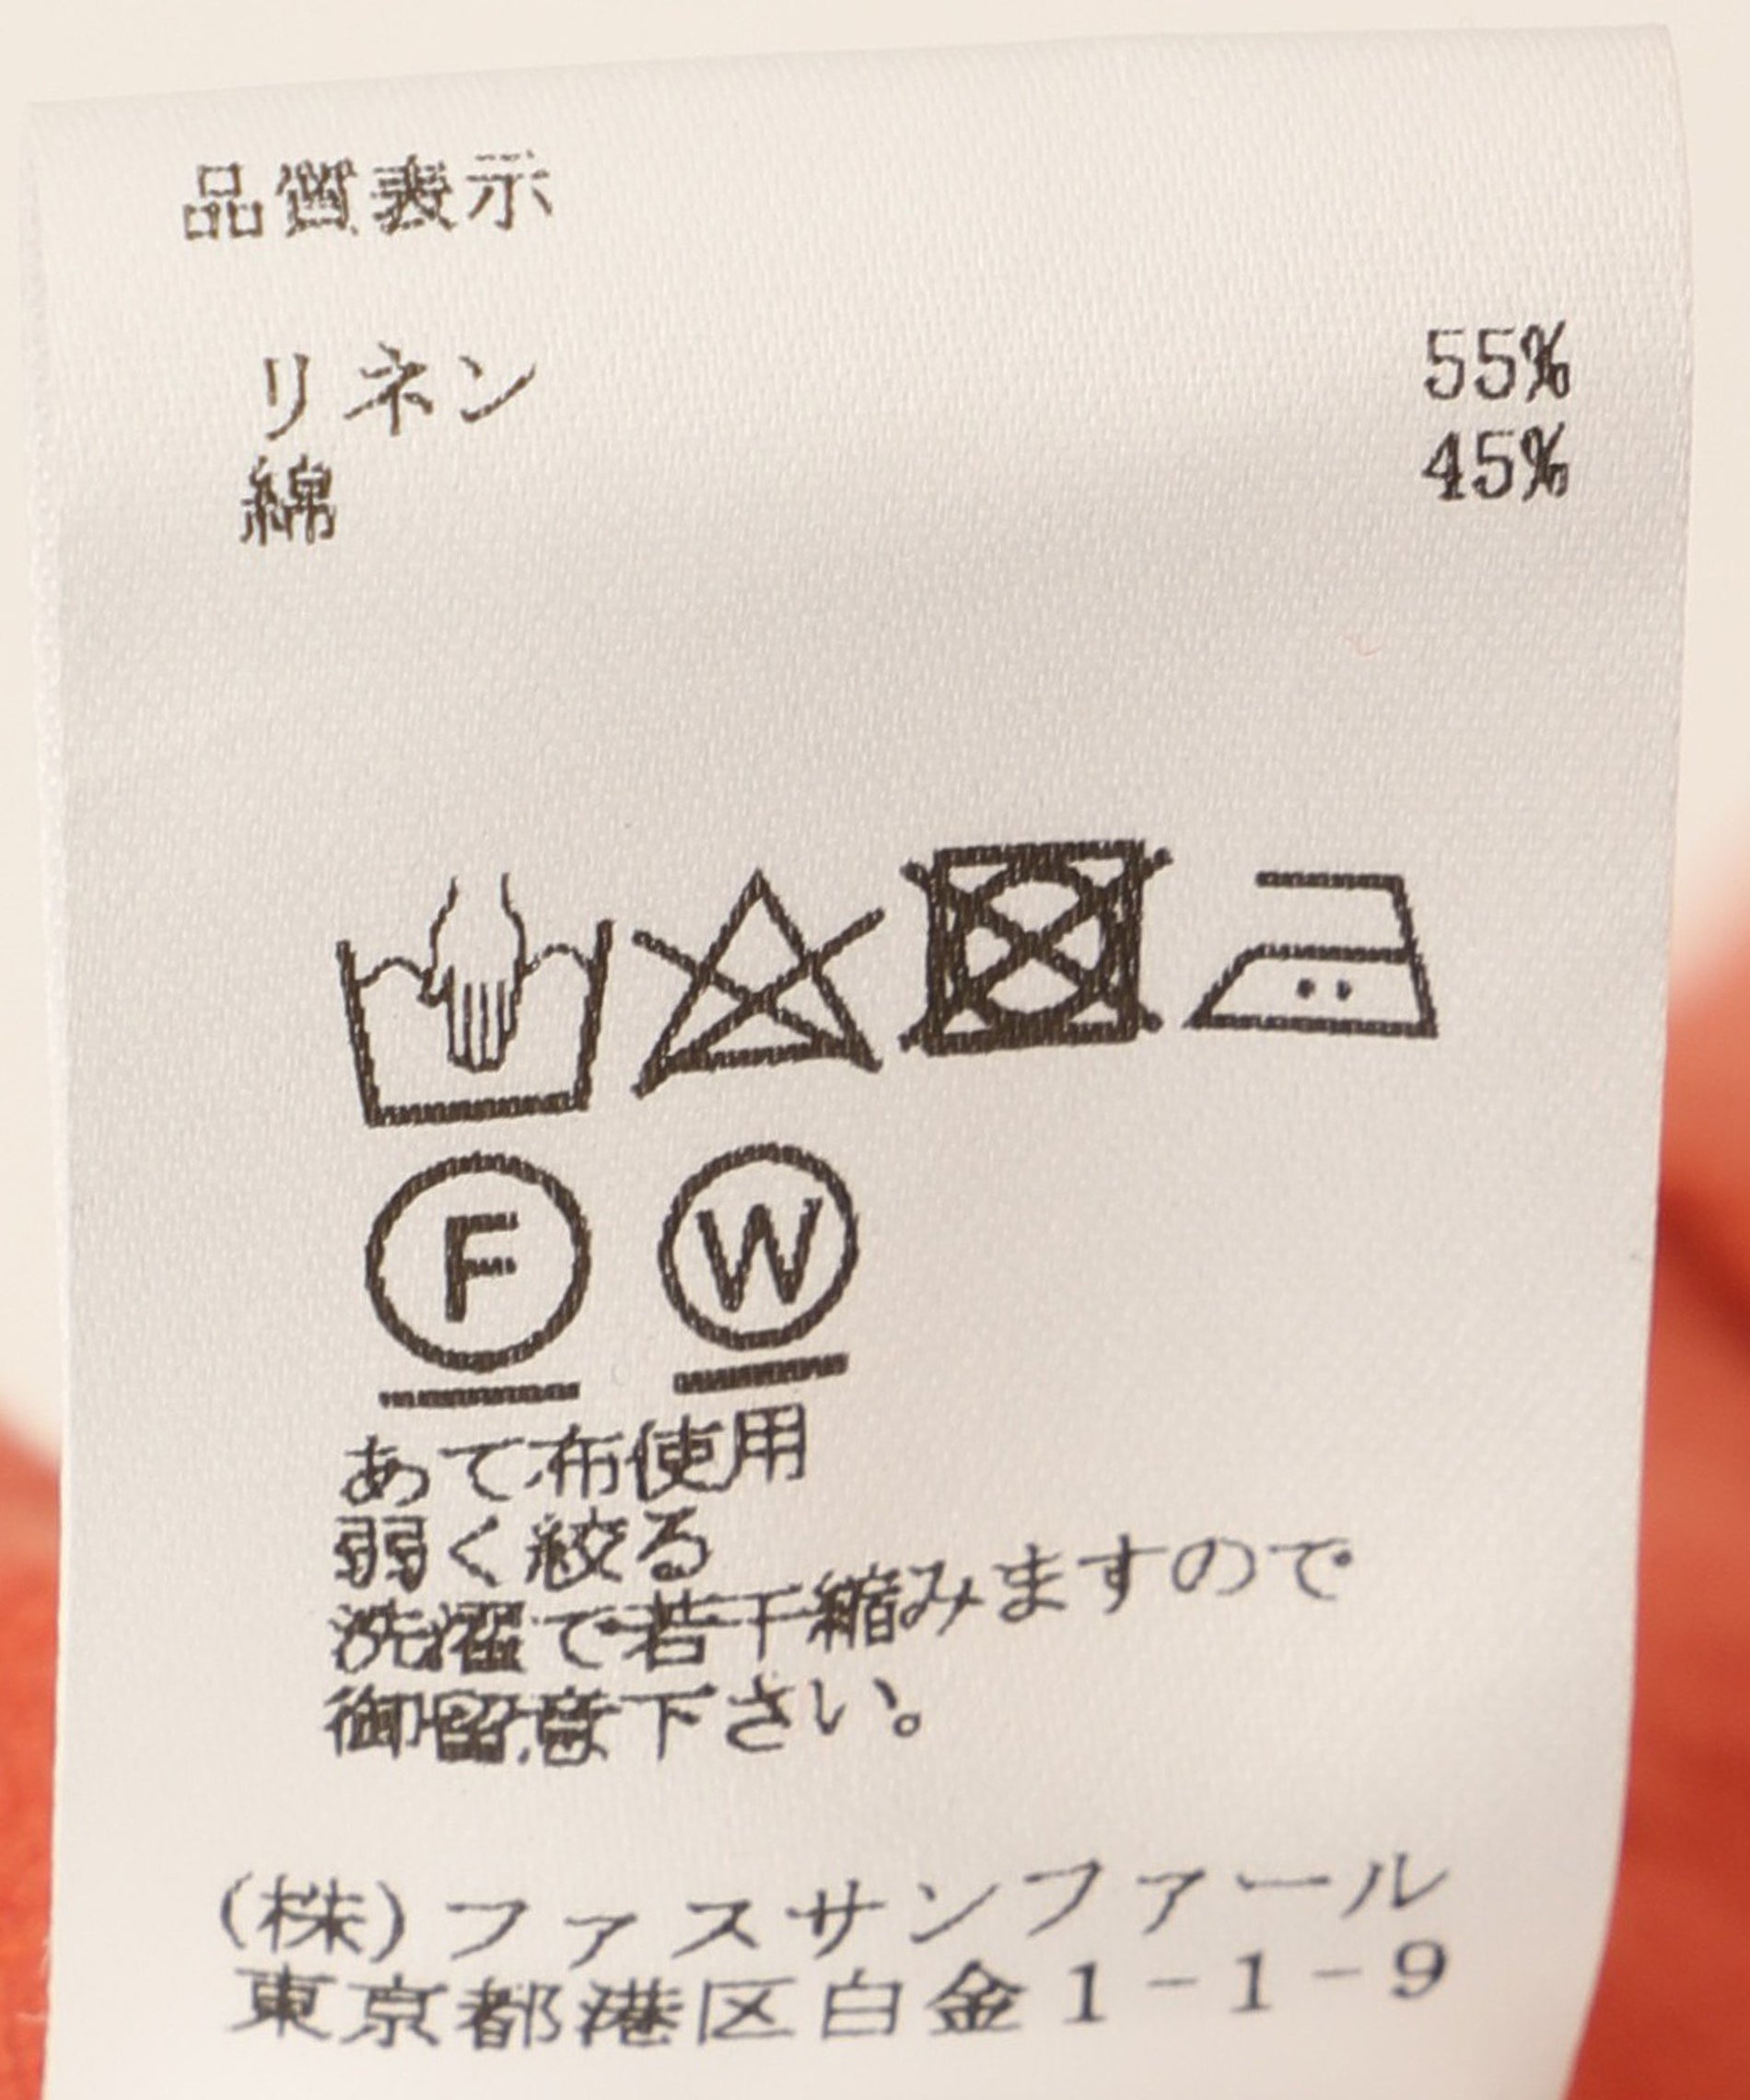 品質表示
リネン 55%
綿 45%
F W
あて布使用
弱く絞る
洗濯で若干縮みますので
御留意下さい。
(株)ファスサンファール
東京都港区白金1-1-9